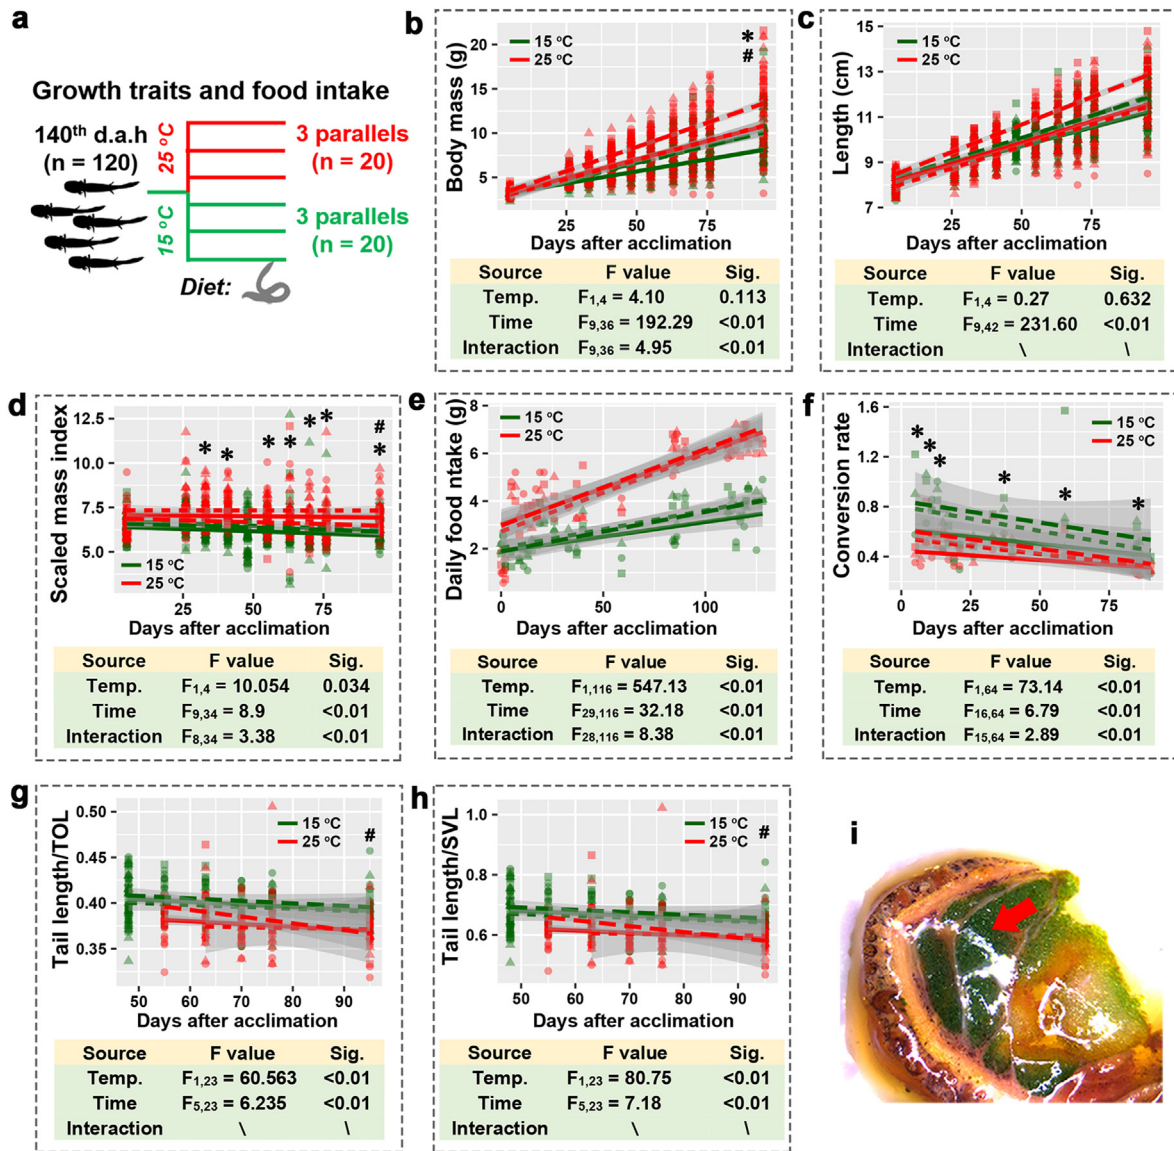 a
Growth traits and food intake
140th d.a.h
(n = 120)
25 °C
15 °C
3 parallels
(n = 20)
3 parallels
(n = 20)
Diet:
b
Body mass (g)
20
15
10
5
15 °C
25 °C
*
#
25
50
75
Days after acclimation
Source F value Sig.
Temp. F1,4 = 4.10 0.113
Time F9,36 = 192.29 <0.01
Interaction F9,36 = 4.95 <0.01
c
Length (cm)
15
13
11
9
7
15 °C
25 °C
25
50
75
Days after acclimation
Source F value Sig.
Temp. F1,4 = 0.27 0.632
Time F9,42 = 231.60 <0.01
Interaction \ \
d
Scaled mass index
12.5
10.0
7.5
5.0
* * * * * *
#
*
15 °C
25 °C
25
50
75
Days after acclimation
Source F value Sig.
Temp. F1,4 = 10.054 0.034
Time F9,34 = 8.9 <0.01
Interaction F8,34 = 3.38 <0.01
e
Daily food ntake (g)
8
6
4
2
15 °C
25 °C
0
50
100
Days after acclimation
Source F value Sig.
Temp. F1,116 = 547.13 <0.01
Time F29,116 = 32.18 <0.01
Interaction F28,116 = 8.38 <0.01
f
Conversion rate
1.6
1.2
0.8
0.4
15 °C
25 °C
* * * * * *
0
25
50
75
Days after acclimation
Source F value Sig.
Temp. F1,64 = 73.14 <0.01
Time F16,64 = 6.79 <0.01
Interaction F15,64 = 2.89 <0.01
g
Tail length/TOL
0.50
0.45
0.40
0.35
15 °C
25 °C
#
50
60
70
80
90
Days after acclimation
Source F value Sig.
Temp. F1,23 = 60.563 <0.01
Time F5,23 = 6.235 <0.01
Interaction \ \
h
Tail length/SVL
1.0
0.8
0.6
15 °C
25 °C
#
50
60
70
80
90
Days after acclimation
Source F value Sig.
Temp. F1,23 = 80.75 <0.01
Time F5,23 = 7.18 <0.01
Interaction \ \
i